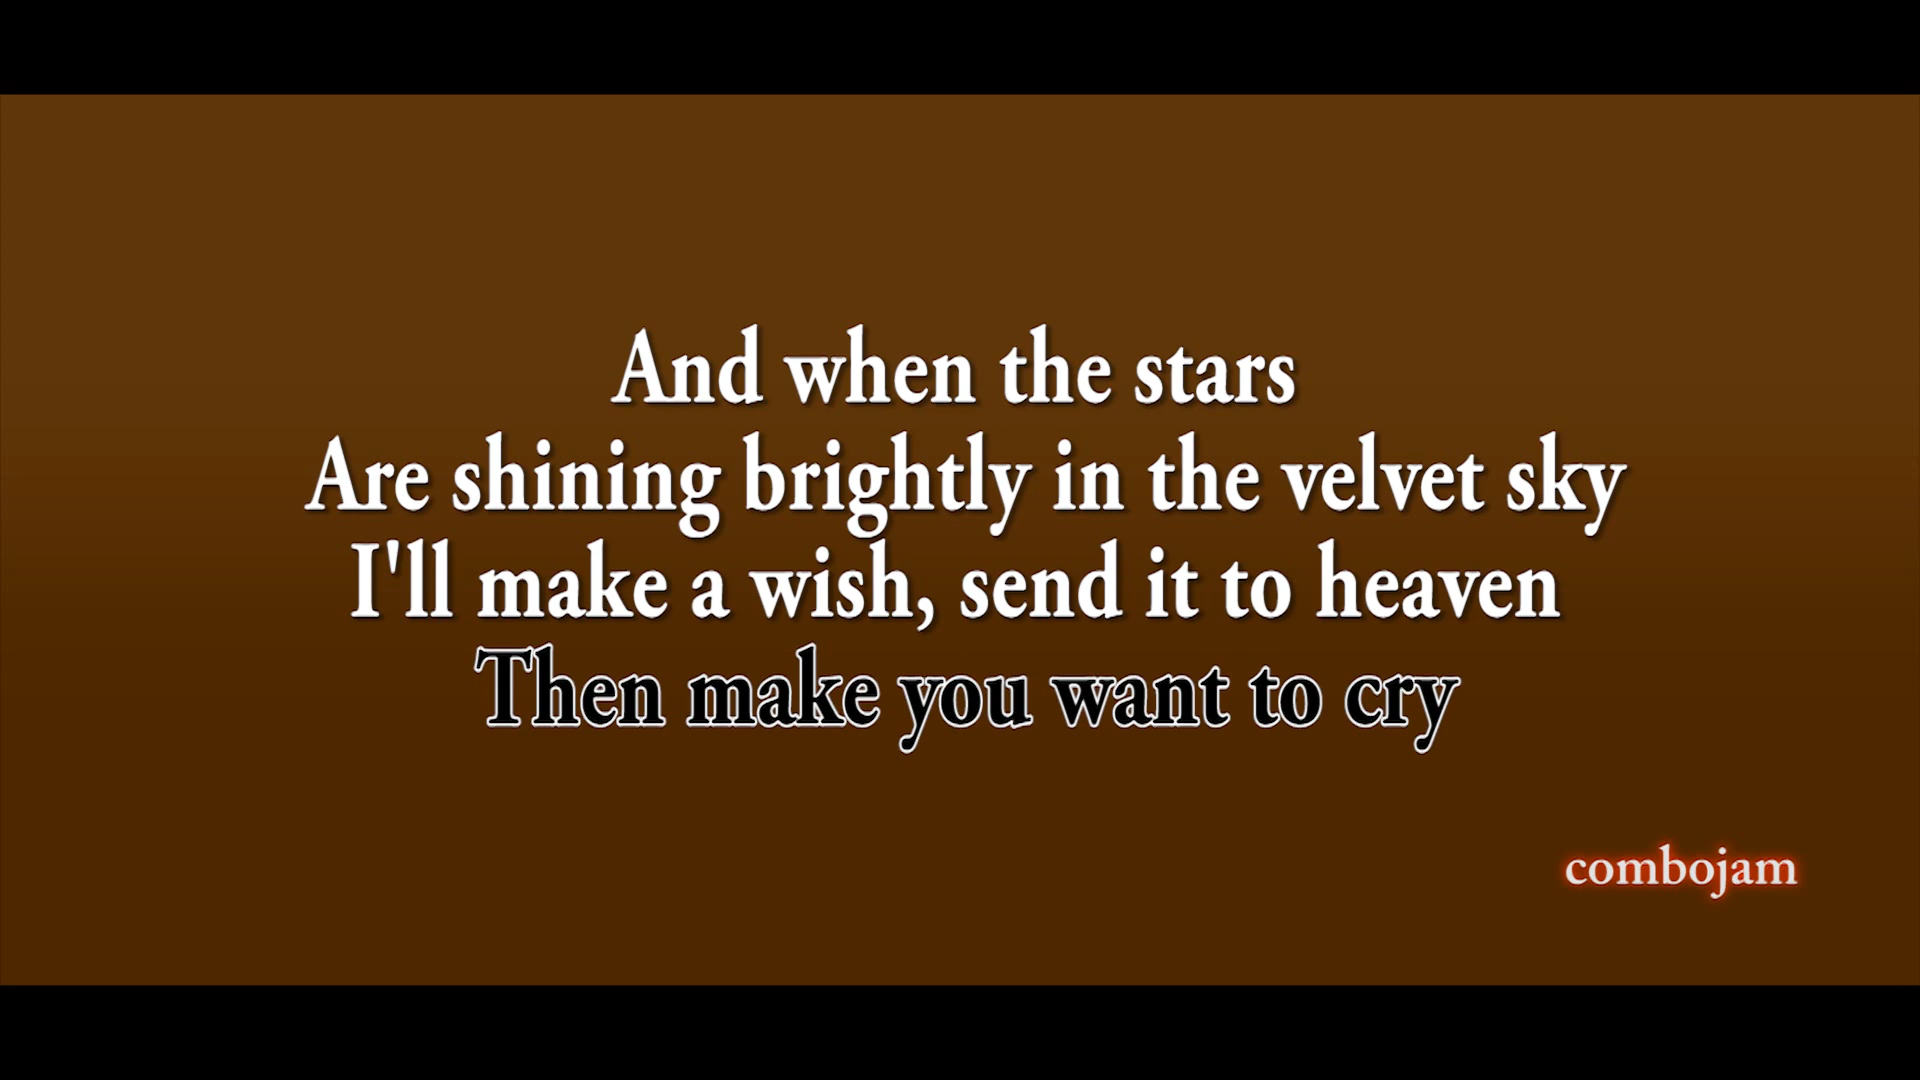 And when the stars
Are shining brightly in the velvet sky
I'll make a wish, send it to heaven
Then make you want to cry
combojam